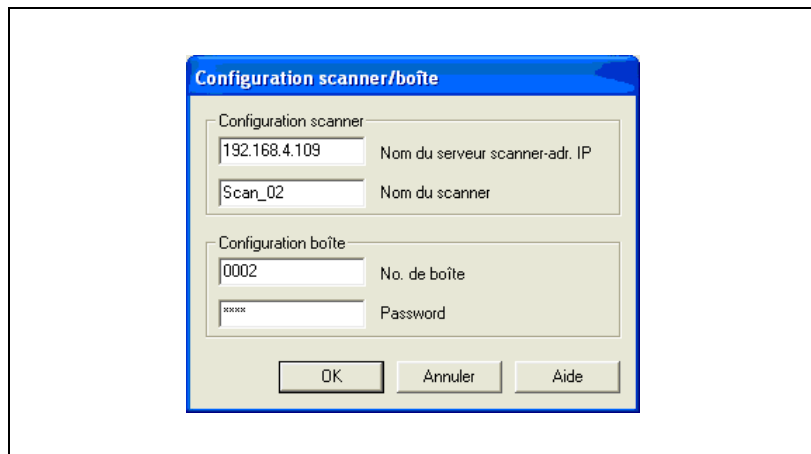 Configuration scanner/boîte
Configuration scanner
192.168.4.109 Nom du serveur scanner-adr. IP
Scan_02 Nom du scanner
Configuration boîte
0002 No. de boîte
**** Password
OK Annuler Aide